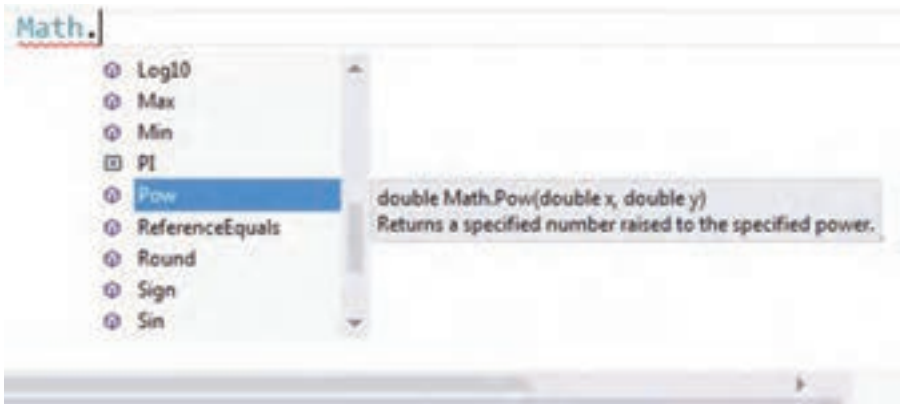 Math.
Log10
Max
Min
PI
Pow
double Math.Pow(double x, double y)
Returns a specified number raised to the specified power.
ReferenceEquals
Round
Sign
Sin